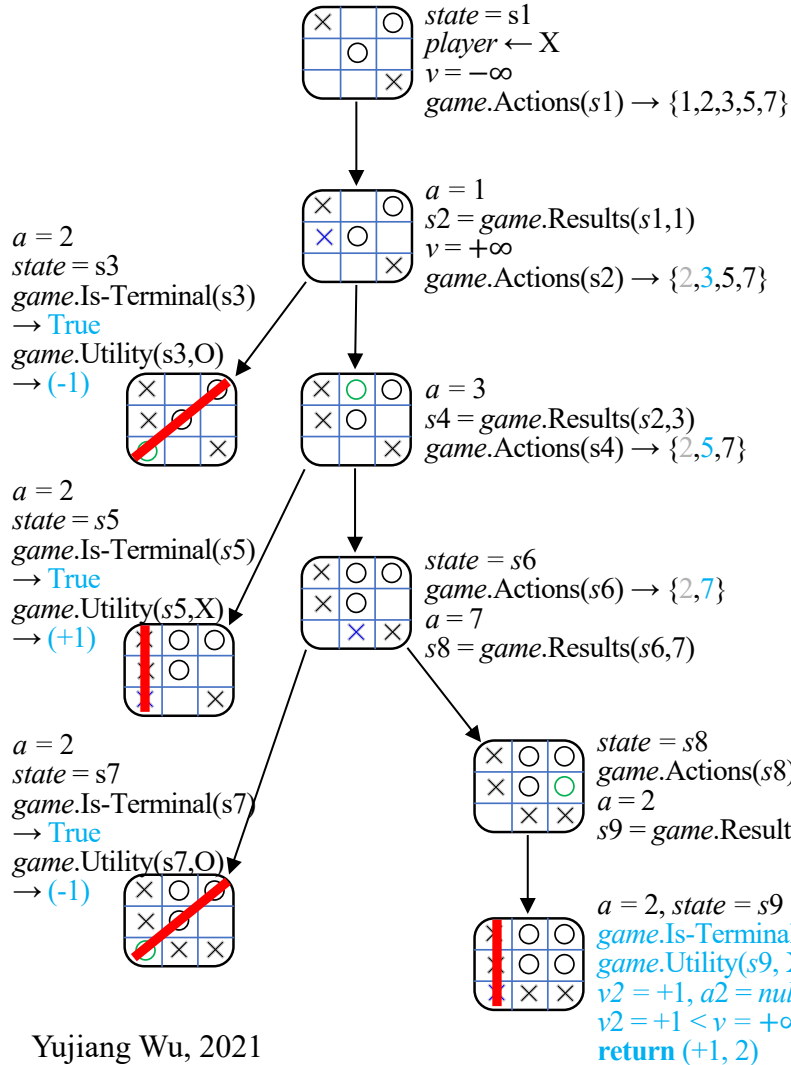 state = s1
player ← X
v = −∞
game.Actions(s1) → {1,2,3,5,7}
a = 1
s2 = game.Results(s1,1)
v = +∞
game.Actions(s2) → {2,3,5,7}
a = 2
state = s3
game.Is-Terminal(s3)
→ True
game.Utility(s3,O)
→ (-1)
a = 3
s4 = game.Results(s2,3)
game.Actions(s4) → {2,5,7}
a = 2
state = s5
game.Is-Terminal(s5)
→ True
game.Utility(s5,X)
→ (+1)
state = s6
game.Actions(s6) → {2,7}
a = 7
s8 = game.Results(s6,7)
a = 2
state = s7
game.Is-Terminal(s7)
→ True
game.Utility(s7,O)
→ (-1)
state = s8
game.Actions(s8)
a = 2
s9 = game.Result
a = 2, state = s9
game.Is-Terminal
game.Utility(s9, X
v2 = +1, a2 = nul
v2 = +1 < v = +∞
return (+1, 2)
Yujiang Wu, 2021